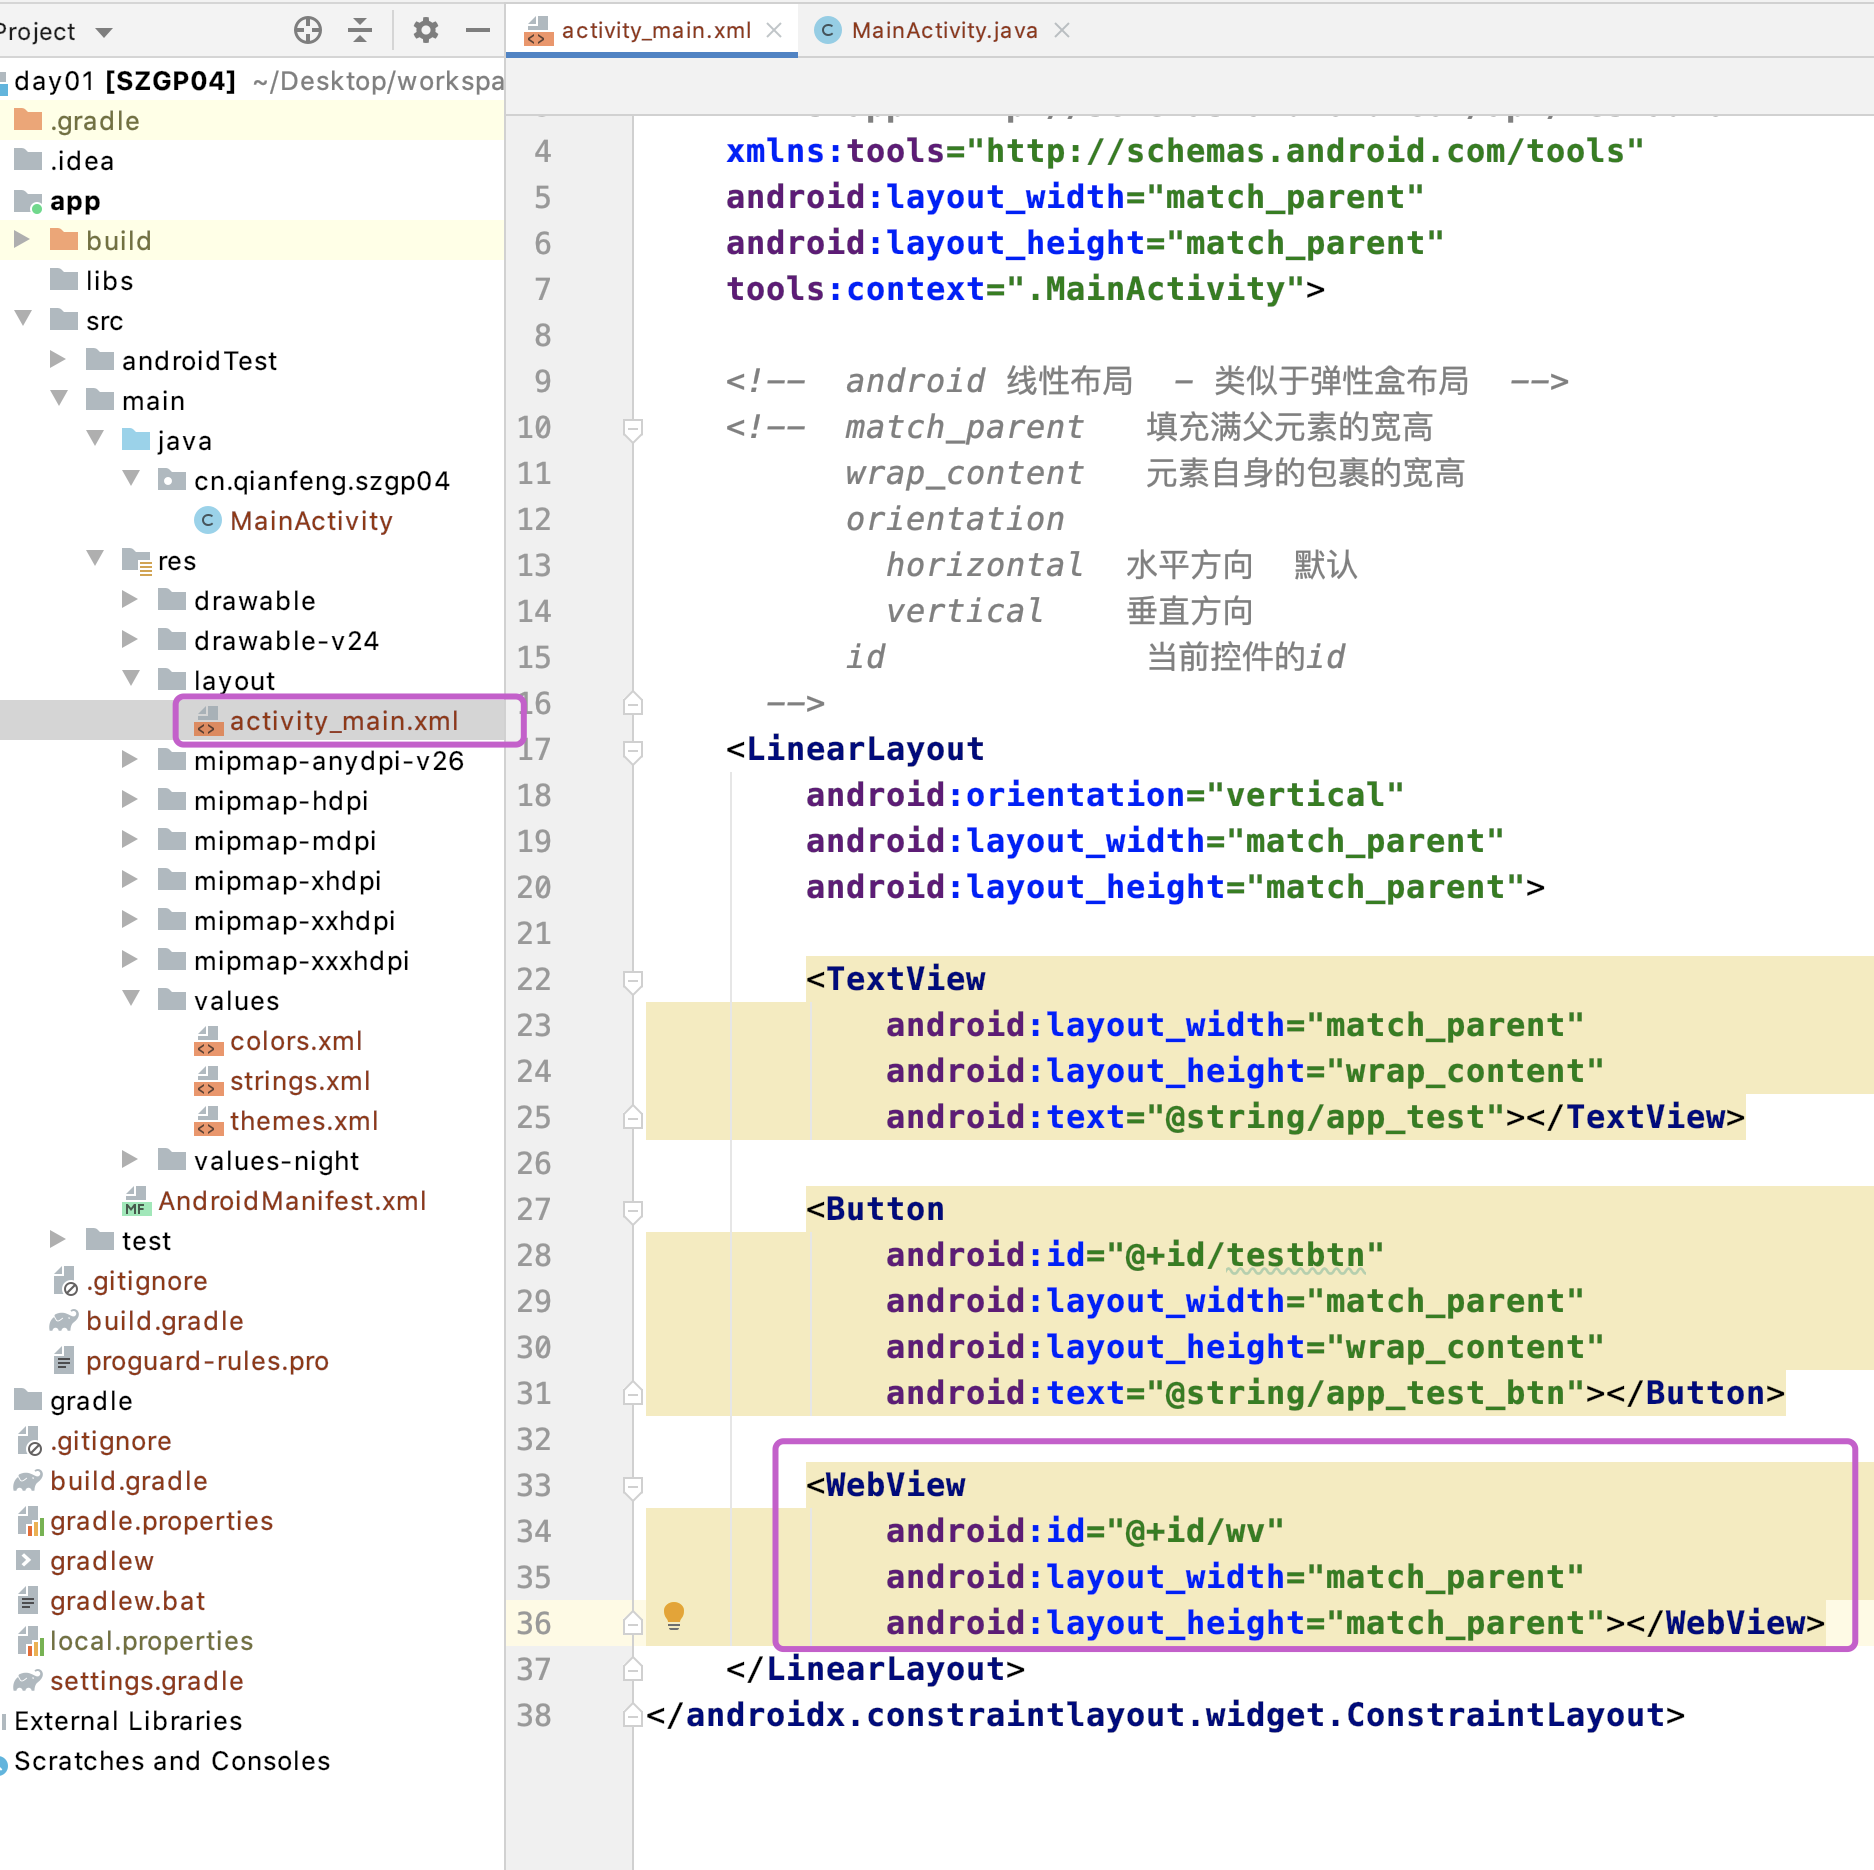 Project
day01 [SZGP04] ~/Desktop/workspa
.gradle
.idea
app
build
libs
src
androidTest
main
java
cn.qianfeng.szgp04
MainActivity
res
drawable
drawable-v24
layout
activity_main.xml
mipmap-anydpi-v26
mipmap-hdpi
mipmap-mdpi
mipmap-xhdpi
mipmap-xxhdpi
mipmap-xxxhdpi
values
colors.xml
strings.xml
themes.xml
values-night
AndroidManifest.xml
test
.gitignore
build.gradle
proguard-rules.pro
gradle
.gitignore
build.gradle
gradle.properties
gradlew
gradlew.bat
local.properties
settings.gradle
External Libraries
Scratches and Consoles
activity_main.xml
MainActivity.java
4 xmlns:tools="http://schemas.android.com/tools"
5 android:layout_width="match_parent"
6 android:layout_height="match_parent"
7 tools:context=".MainActivity">
8
9 <!-- android 线性布局 - 类似于弹性盒布局 -->
10 <!-- match_parent 填充满父元素的宽高
11 wrap_content 元素自身的包裹的宽高
12 orientation
13 horizontal 水平方向 默认
14 vertical 垂直方向
15 id 当前控件的id
16 -->
17 <LinearLayout
18 android:orientation="vertical"
19 android:layout_width="match_parent"
20 android:layout_height="match_parent">
21
22 <TextView
23 android:layout_width="match_parent"
24 android:layout_height="wrap_content"
25 android:text="@string/app_test"></TextView>
26
27 <Button
28 android:id="@+id/testbtn"
29 android:layout_width="match_parent"
30 android:layout_height="wrap_content"
31 android:text="@string/app_test_btn"></Button>
32
33 <WebView
34 android:id="@+id/wv"
35 android:layout_width="match_parent"
36 android:layout_height="match_parent"></WebView>
37 </LinearLayout>
38 </androidx.constraintlayout.widget.ConstraintLayout>